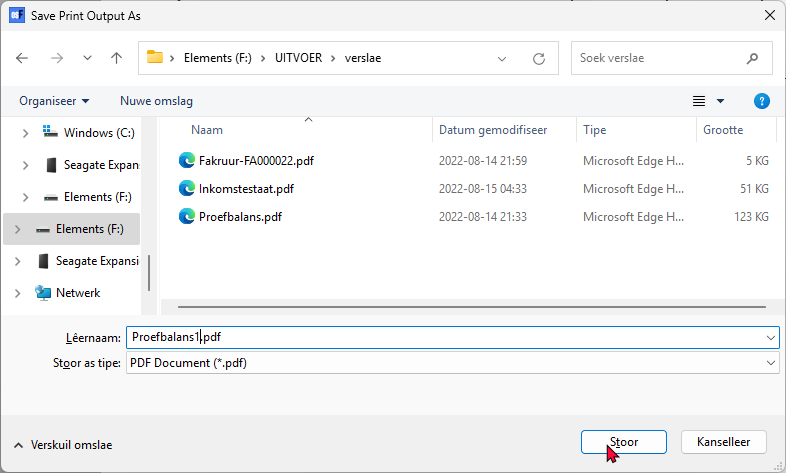 Save Print Output As
Elements (F:) UITVOER verslae
Soek verslae
Organiseer Nuwe omslag
Naam Datum gemodifiseer Tipe Grootte
Windows (C:)
Seagate Expansi
Elements (F:)
Elements (F:)
Seagate Expansi
Netwerk
Fakruur-FA000022.pdf 2022-08-14 21:59 Microsoft Edge H... 5 KG
Inkomstestaat.pdf 2022-08-15 04:33 Microsoft Edge H... 51 KG
Proefbalans.pdf 2022-08-14 21:33 Microsoft Edge H... 123 KG
Lêernaam: Proefbalans1.pdf
Stoor as tipe: PDF Document (*.pdf)
Verskuil omslae
Stoor Kanselleer